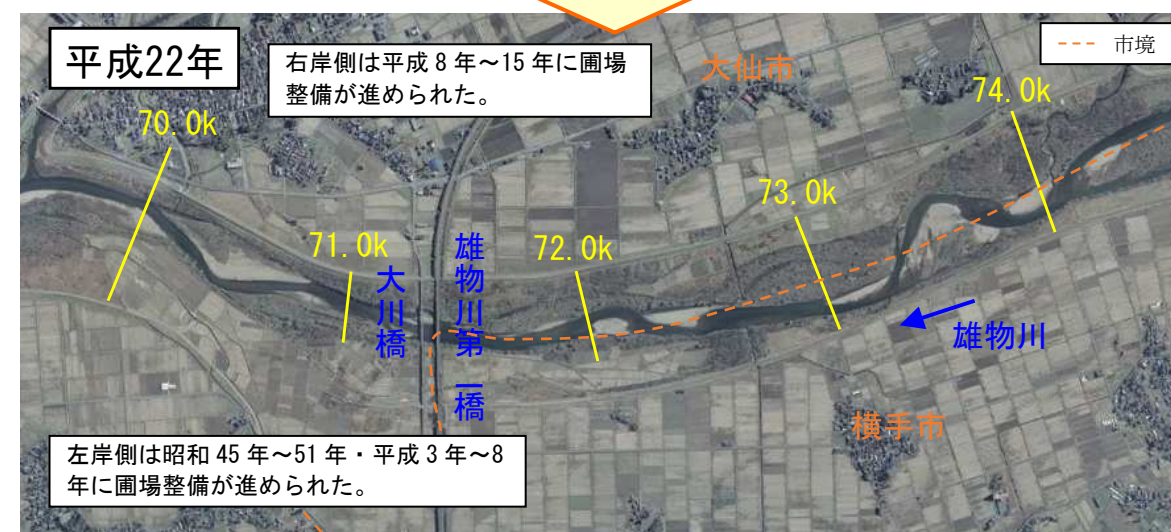 平成22年
右岸側は平成8年～15年に圃場
整備が進められた。
市境
大仙市
74.0k
70.0k
73.0k
71.0k
大川橋
雄物川第一橋
72.0k
雄物川
横手市
左岸側は昭和45年～51年・平成3年～8
年に圃場整備が進められた。